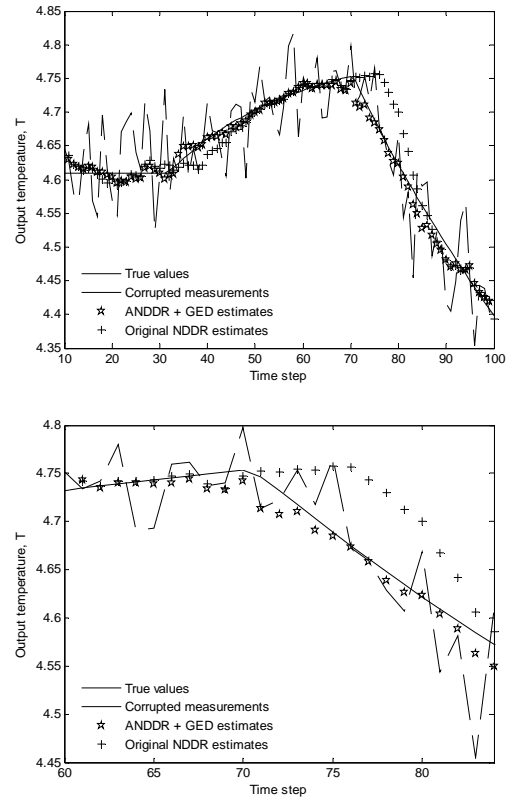 4.85
4.8
4.75
4.7
4.65
4.6
4.55
4.5
4.45
4.4
4.35
Output temperature, T
True values
Corrupted measurements
ANDDR + GED estimates
Original NDDR estimates
10 20 30 40 50 60 70 80 90 100
Time step
4.8
4.75
4.7
4.65
4.6
4.55
4.5
4.45
Output temperature, T
True values
Corrupted measurements
ANDDR + GED estimates
Original NDDR estimates
60 65 70 75 80
Time step